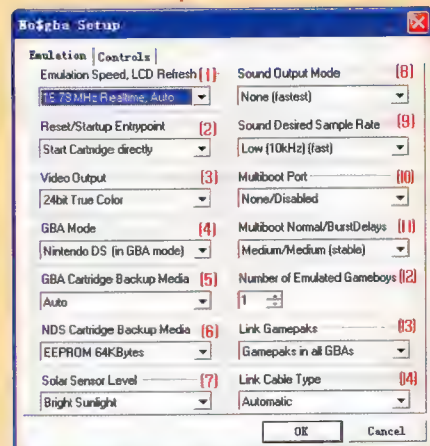 No$gba Setup
Emulation Controls
Emulation Speed, LCD Refresh (1)
16.78 MHz Realtime, Auto
Reset/Startup Entrypoint (2)
Start Cartridge directly
Video Output (3)
24bit True Color
GBA Mode (4)
Nintendo DS (in GBA mode)
GBA Cartridge Backup Media (5)
Auto
NDS Cartridge Backup Media (6)
EEPROM 64KBytes
Solar Sensor Level (7)
Bright Sunlight
Sound Output Mode (8)
None (fastest)
Sound Desired Sample Rate (9)
Low (10kHz) (fast)
Multiboot Port (10)
None/Disabled
Multiboot Normal/BurstDelays (11)
Medium/Medium (stable)
Number of Emulated Gameboys (12)
1
Link Gamepaks (13)
Gamepaks in all GBAs
Link Cable Type (14)
Automatic
OK Cancel